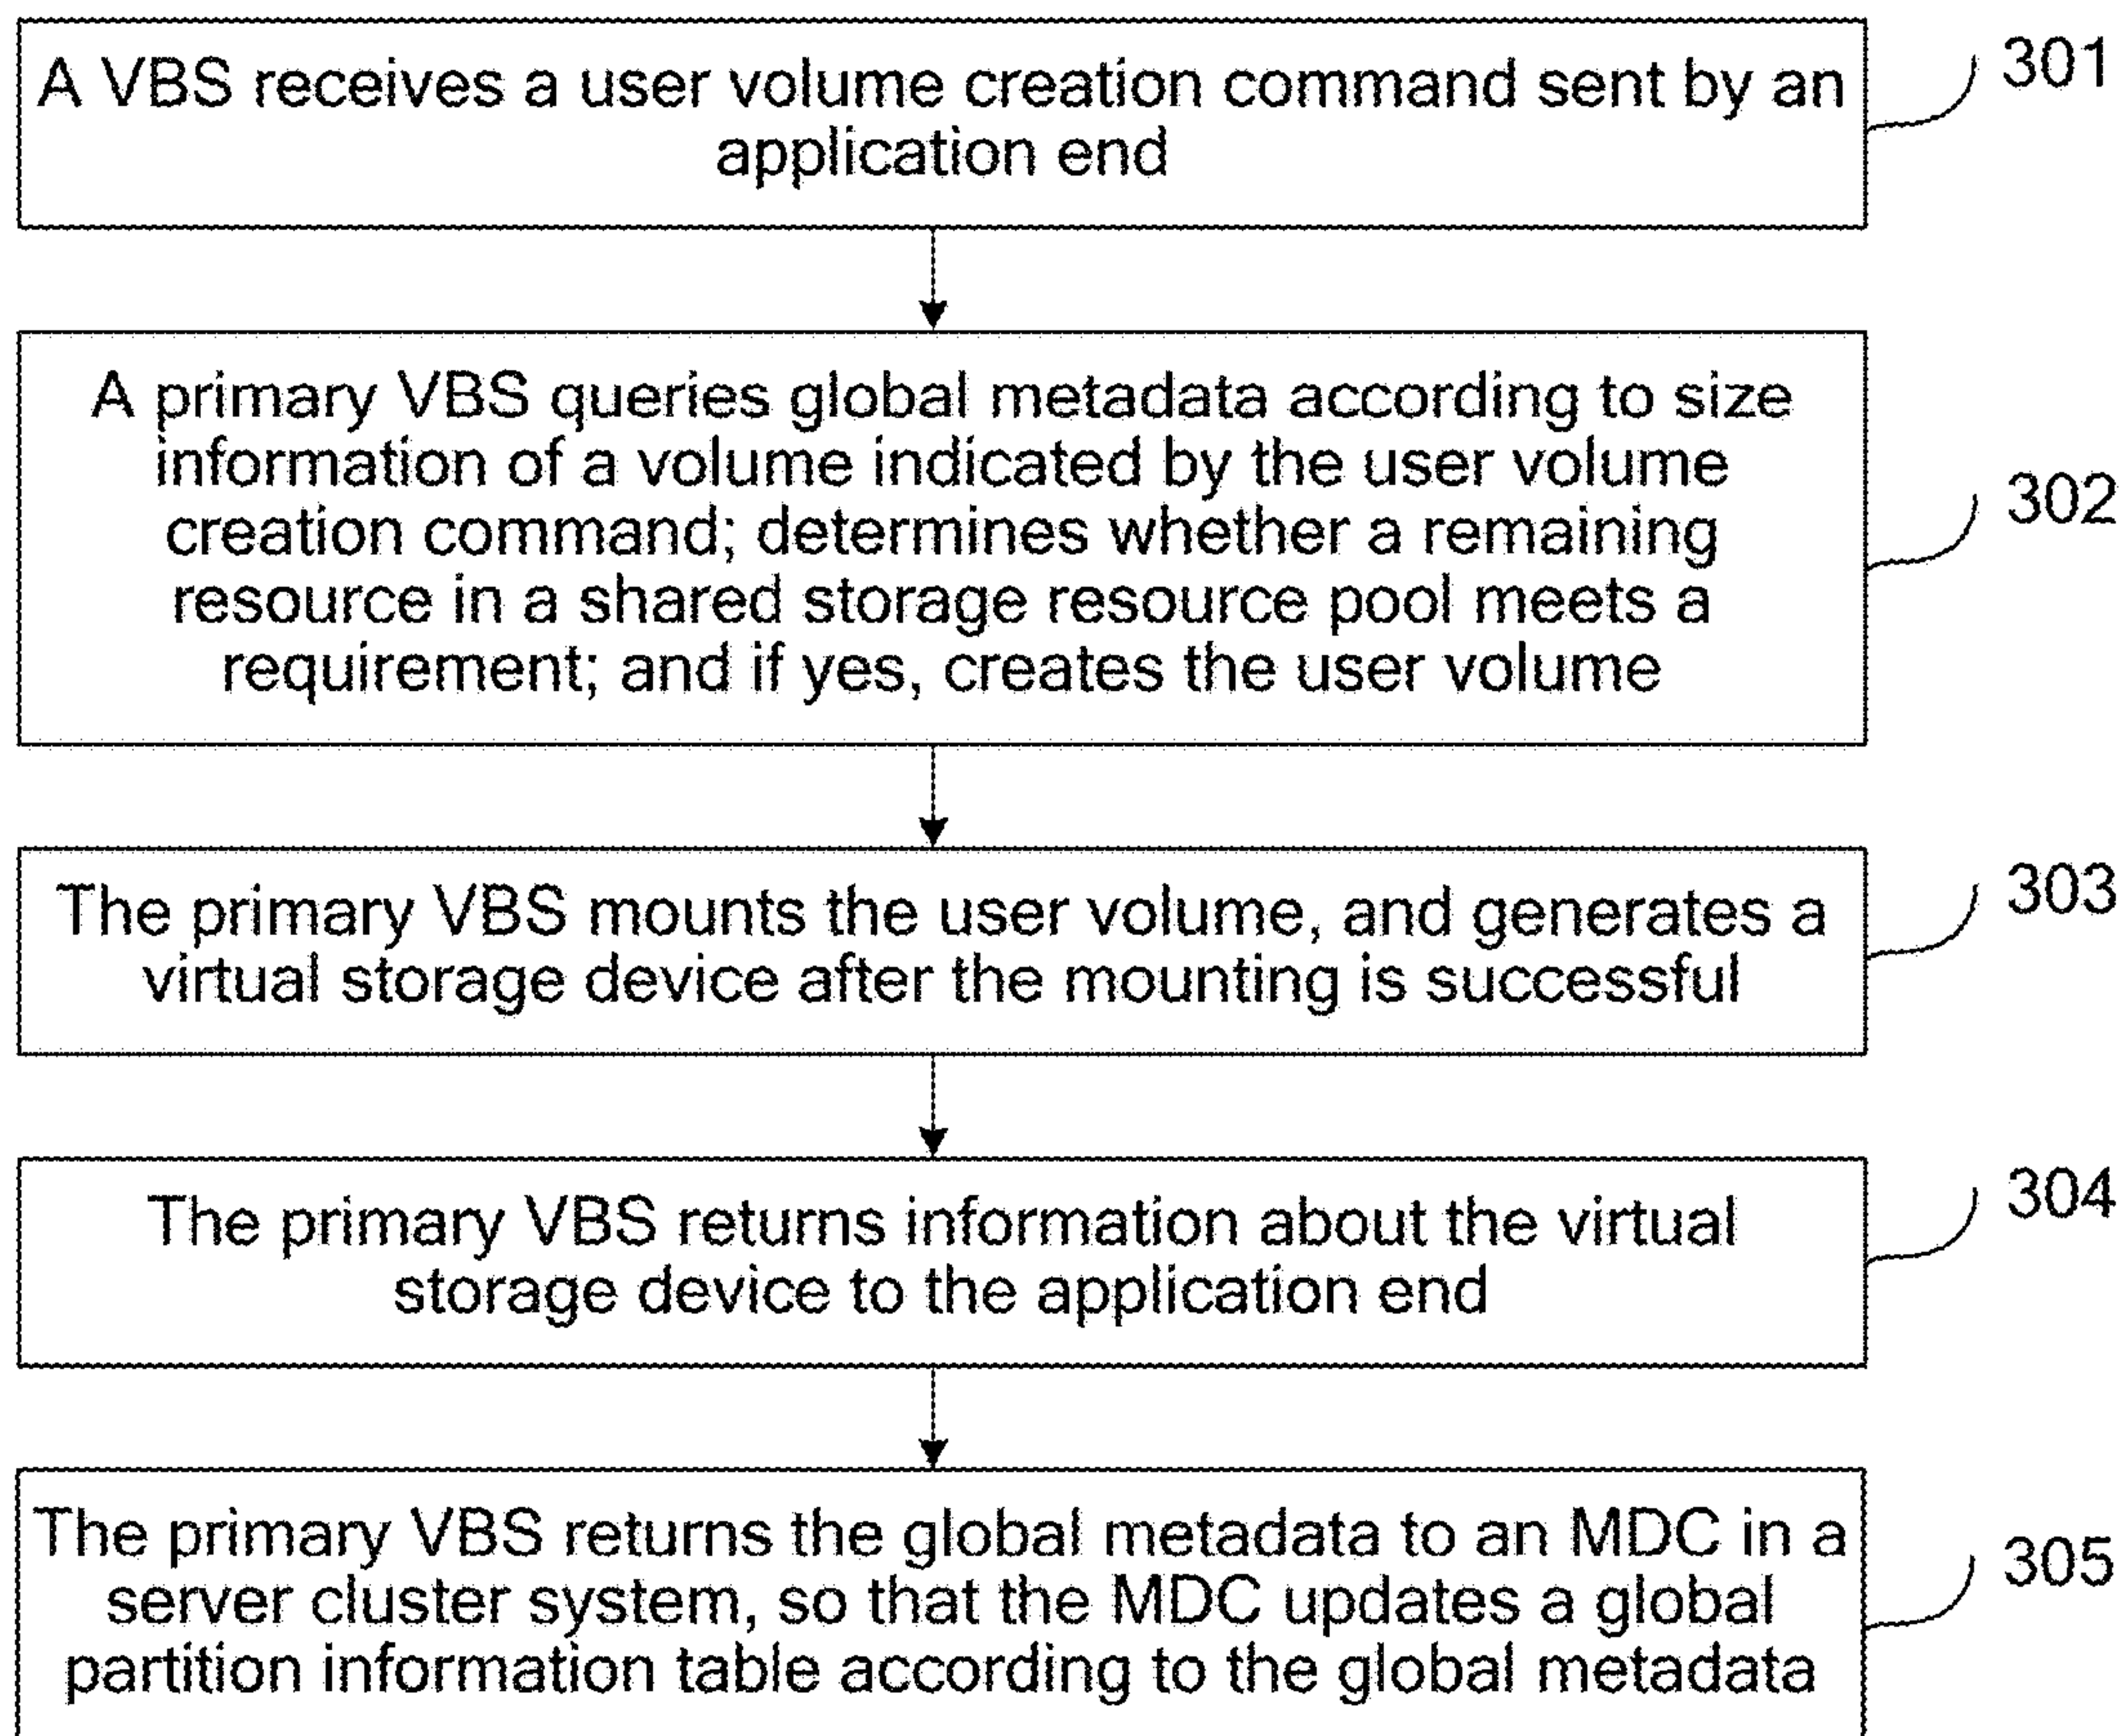 A VBS receives a user volume creation command sent by an
application end
301
A primary VBS queries global metadata according to size
information of a volume indicated by the user volume
creation command; determines whether a remaining
resource in a shared storage resource pool meets a
requirement; and if yes, creates the user volume
302
The primary VBS mounts the user volume, and generates a
virtual storage device after the mounting is successful
303
The primary VBS returns information about the virtual
storage device to the application end
304
The primary VBS returns the global metadata to an MDC in a
server cluster system, so that the MDC updates a global
partition information table according to the global metadata
305